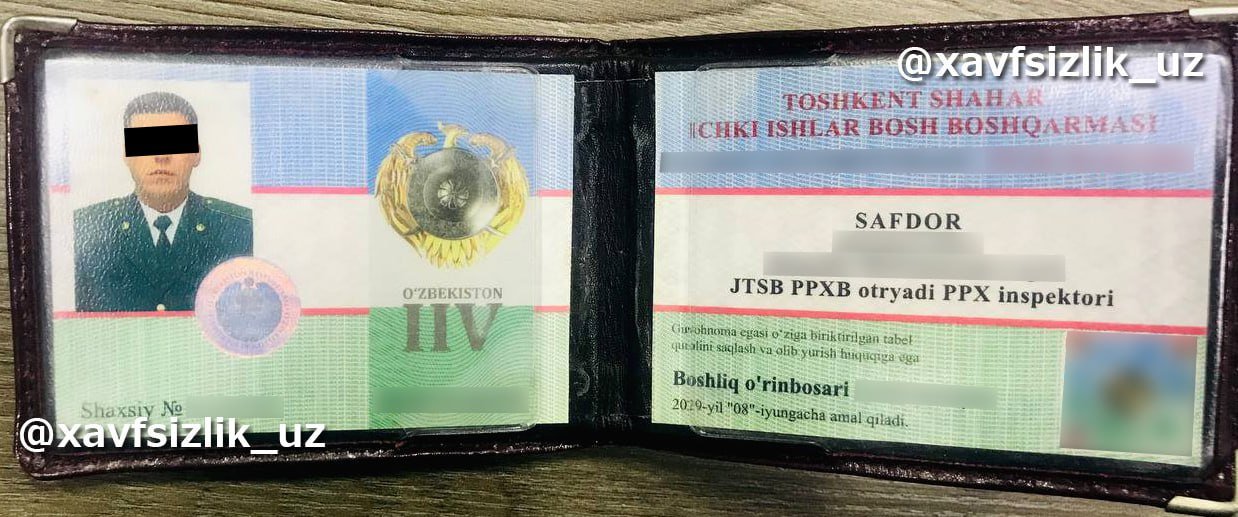 @xavfsizlik_uz
O‘ZBEKISTON
IIV
Shaxsiy №
@xavfsizlik_uz
TOSHKENT SHAHAR
ICHKI ISHLAR BOSH BOSHQARMASI
SAFDOR
JTSB PPXB otryadi PPX inspektori
Guvohnoma egasi o‘ziga biriktirilgan tabel
qurolini saqlash va olib yurish huquqiga ega
Boshliq o'rinbosari
2029-yil "08"-iyungacha amal qiladi.